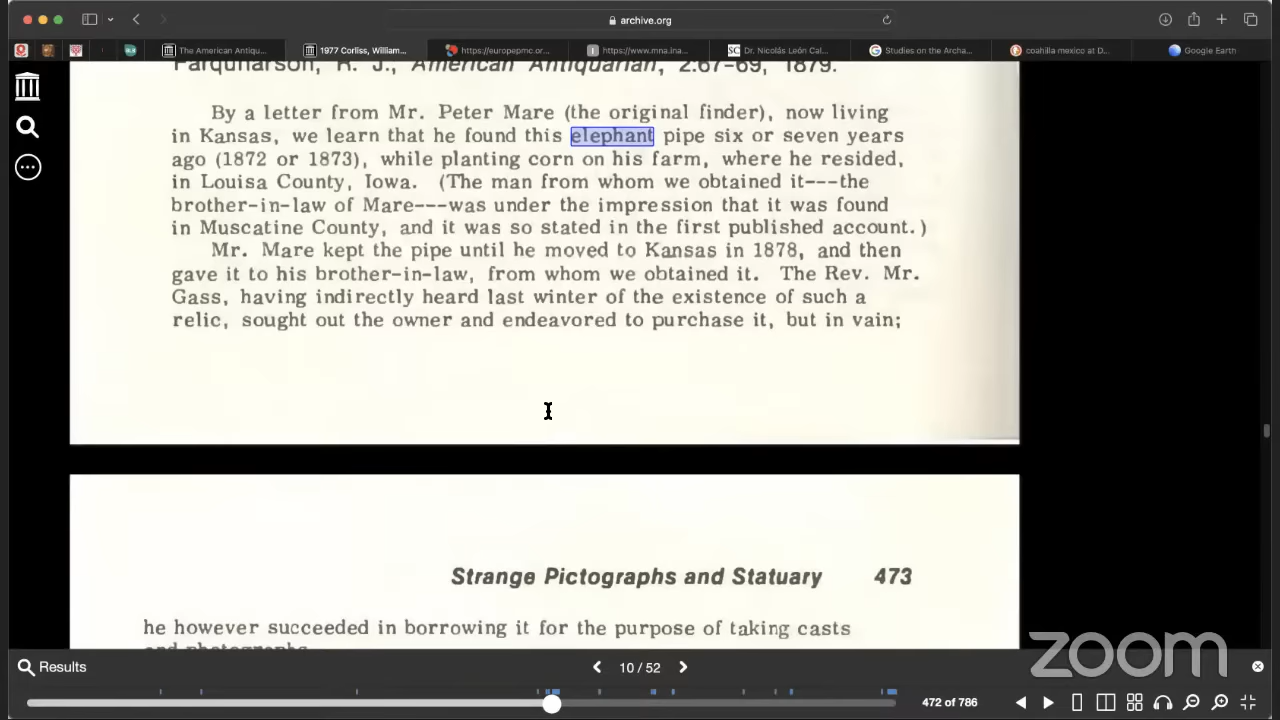 archive.org
The American Antiqu...
1977 Corliss, William...
https://europepmc.or...
https://www.mna.ina...
SC Dr. Nicolás León Cal...
G Studies on the Archa...
coahilla mexico at D...
Google Earth
Farquharson, R. J., American Antiquarian, 2:67-69, 1879.
By a letter from Mr. Peter Mare (the original finder), now living
in Kansas, we learn that he found this elephant pipe six or seven years
ago (1872 or 1873), while planting corn on his farm, where he resided,
in Louisa County, Iowa. (The man from whom we obtained it---the
brother-in-law of Mare---was under the impression that it was found
in Muscatine County, and it was so stated in the first published account.)
Mr. Mare kept the pipe until he moved to Kansas in 1878, and then
gave it to his brother-in-law, from whom we obtained it. The Rev. Mr.
Gass, having indirectly heard last winter of the existence of such a
relic, sought out the owner and endeavored to purchase it, but in vain;
Strange Pictographs and Statuary 473
he however succeeded in borrowing it for the purpose of taking casts
and photographs.
zoom
Results
10 / 52
472 of 786